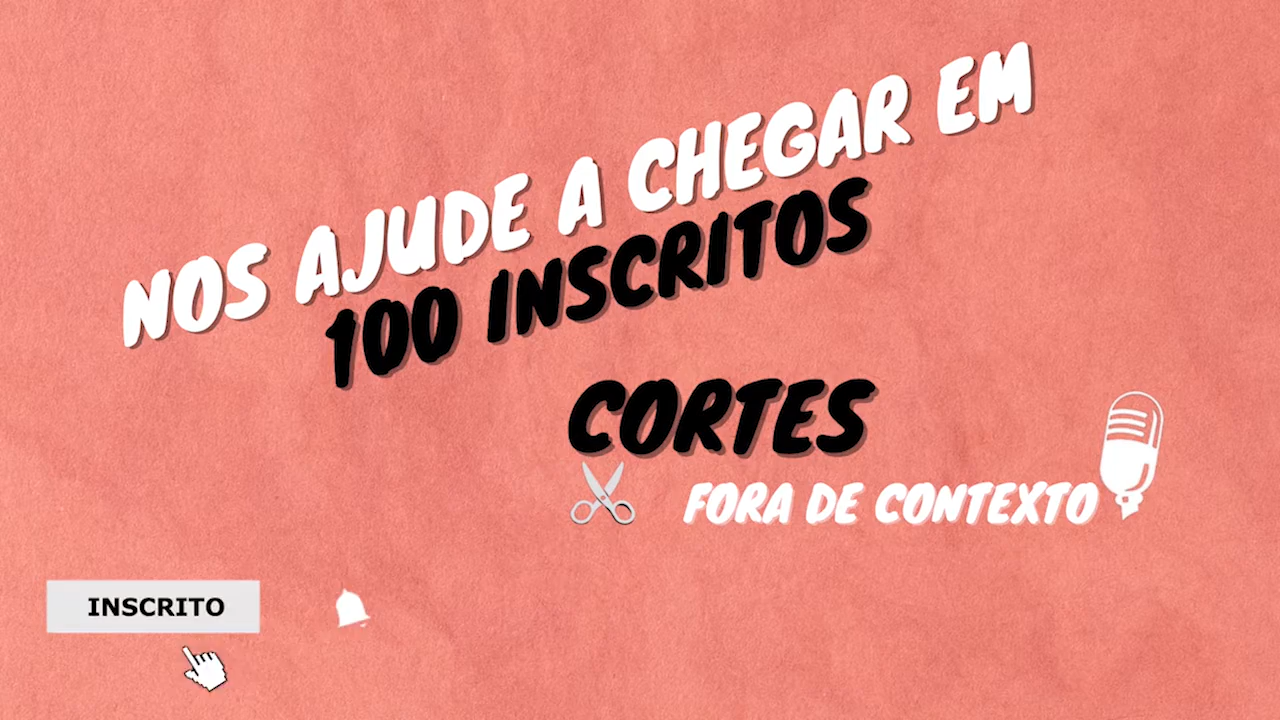 NOS AJUDE A CHEGAR EM
100 INSCRITOS
CORTES
FORA DE CONTEXTO
INSCRITO